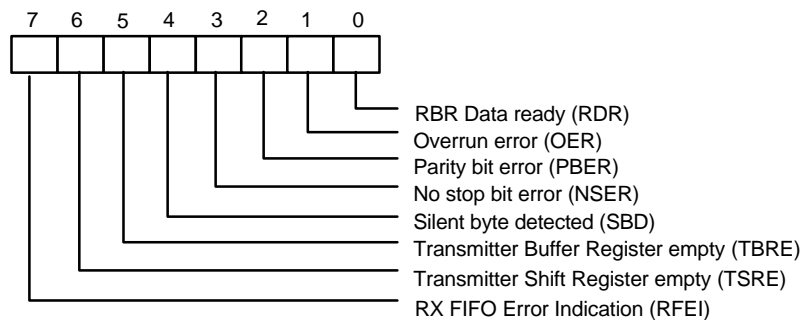 7 6 5 4 3 2 1 0
RBR Data ready (RDR)
Overrun error (OER)
Parity bit error (PBER)
No stop bit error (NSER)
Silent byte detected (SBD)
Transmitter Buffer Register empty (TBRE)
Transmitter Shift Register empty (TSRE)
RX FIFO Error Indication (RFEI)